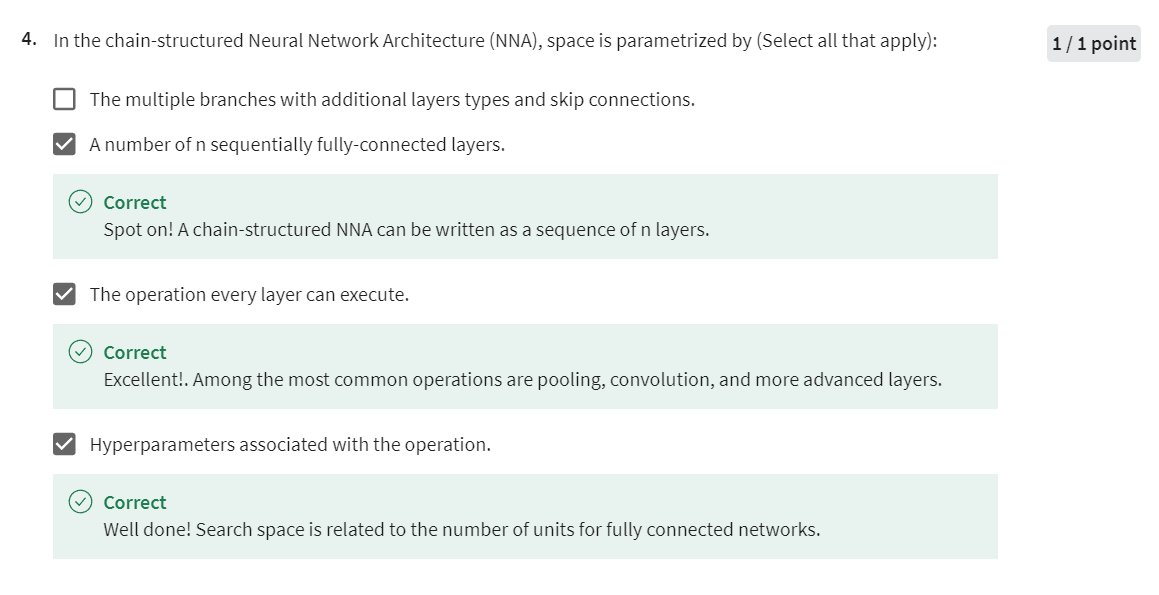 4. In the chain-structured Neural Network Architecture (NNA), space is parametrized by (Select all that apply):
1 / 1 point
The multiple branches with additional layers types and skip connections.
A number of n sequentially fully-connected layers.
Correct
Spot on! A chain-structured NNA can be written as a sequence of n layers.
The operation every layer can execute.
Correct
Excellent!. Among the most common operations are pooling, convolution, and more advanced layers.
Hyperparameters associated with the operation.
Correct
Well done! Search space is related to the number of units for fully connected networks.